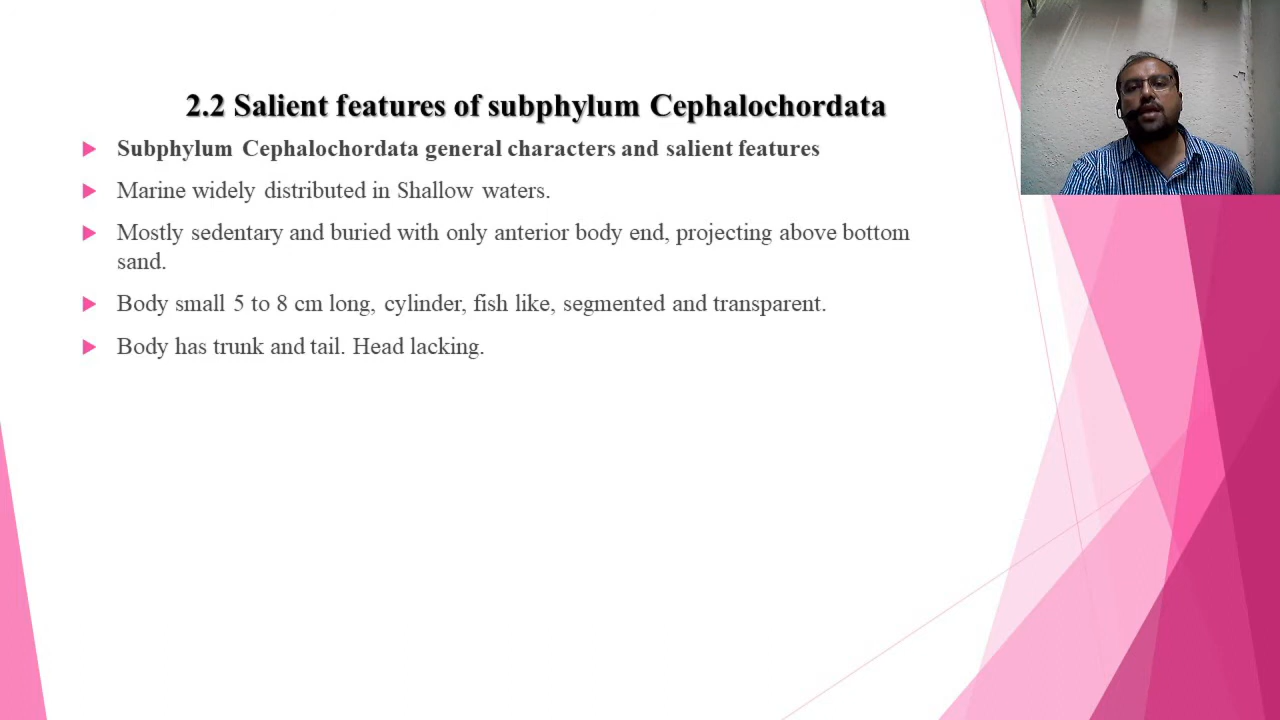 2.2 Salient features of subphylum Cephalochordata
Subphylum Cephalochordata general characters and salient features
Marine widely distributed in Shallow waters.
Mostly sedentary and buried with only anterior body end, projecting above bottom
sand.
Body small 5 to 8 cm long, cylinder, fish like, segmented and transparent.
Body has trunk and tail. Head lacking.